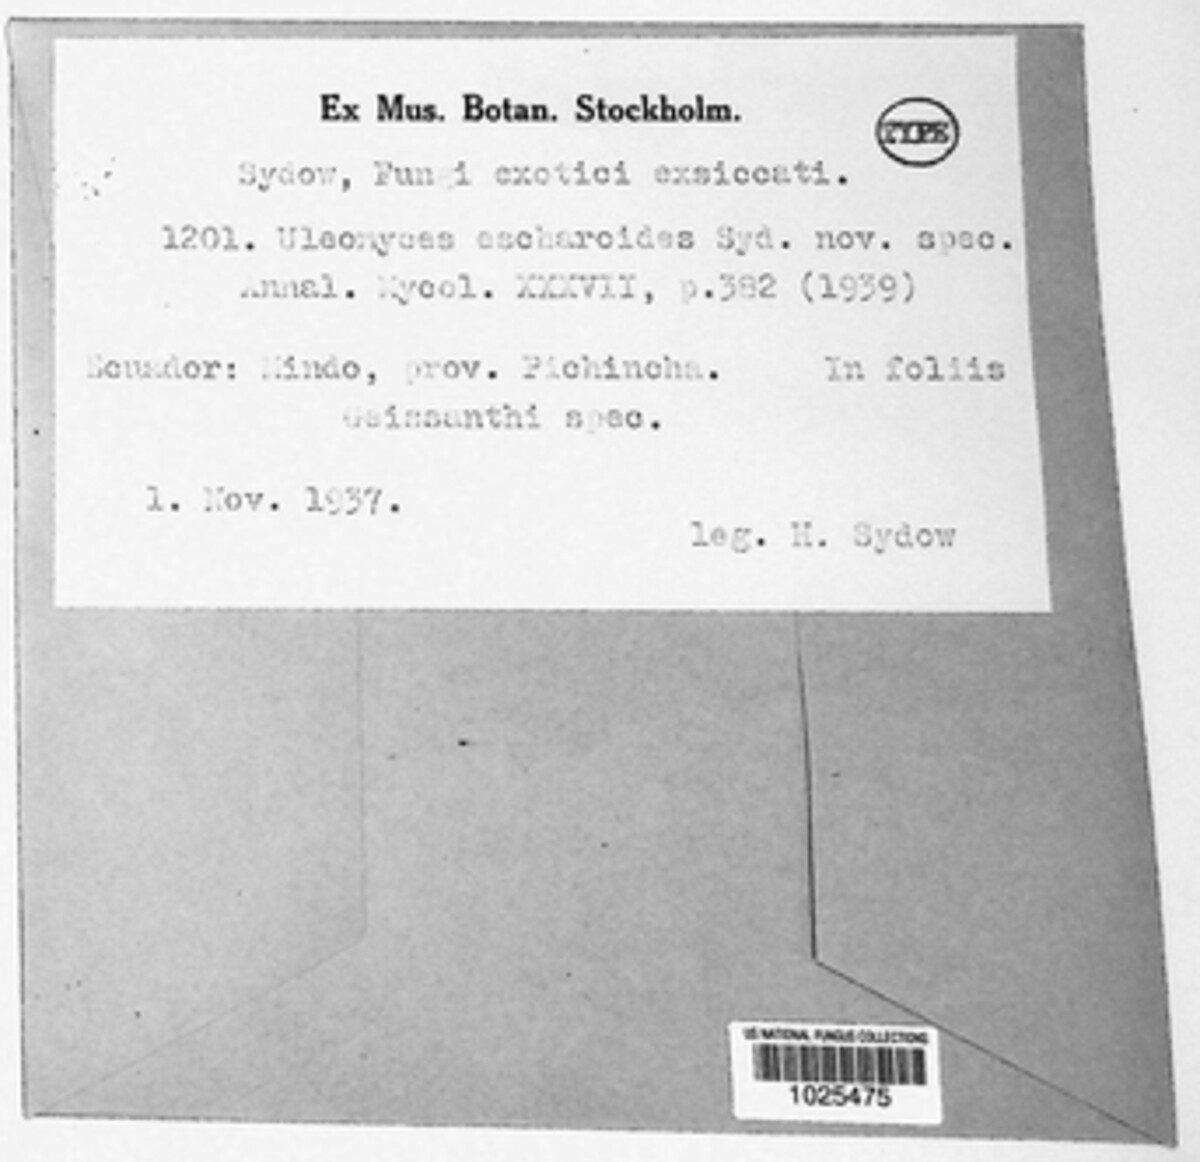 Ex Mus. Botan. Stockholm.
TYPE
Sydow, Fungi exotici exsiccati.
1201. Uleomyces escharoides Syd. nov. spec.
Annal. Mycol. XXXVII, p.382 (1939)
Ecuador: Mindo, prov. Pichincha. In foliis
Geissanthi spec.
1. Nov. 1937.
leg. H. Sydow
US NATIONAL FUNGUS COLLECTIONS
1025475